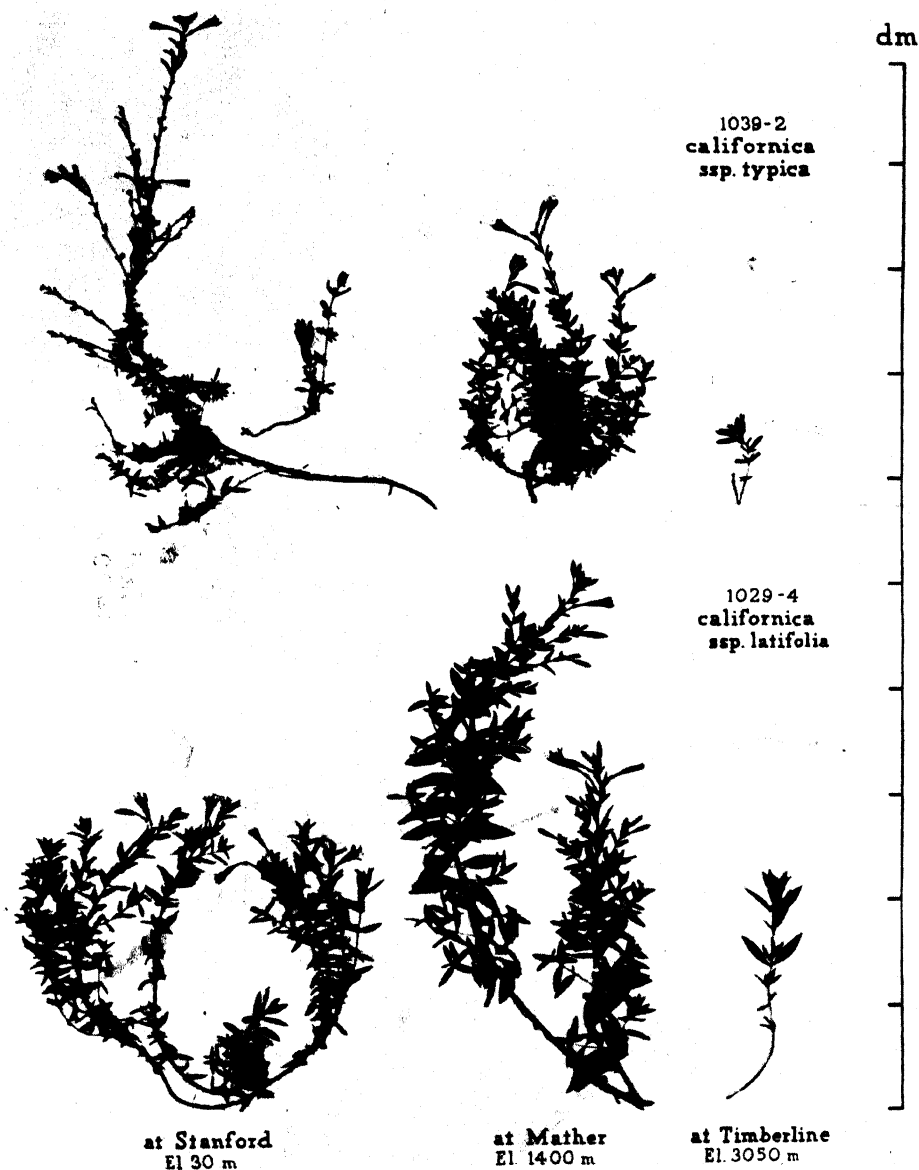 dm
1039-2
californica
ssp. typica
1029-4
californica
ssp. latifolia
at Stanford
El 30 m
at Mather
El. 1400 m
at Timberline
El. 3050 m